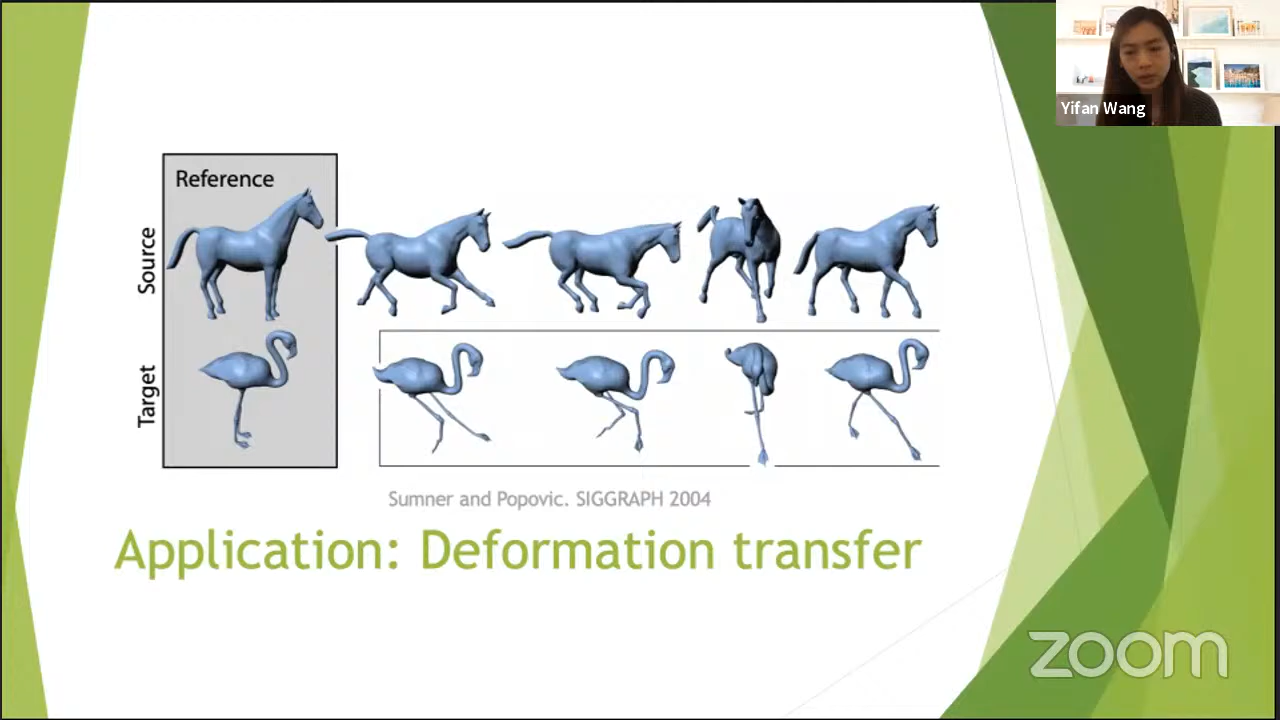 Yifan Wang
Reference
Source
Target
Sumner and Popovic. SIGGRAPH 2004
Application: Deformation transfer
zoom